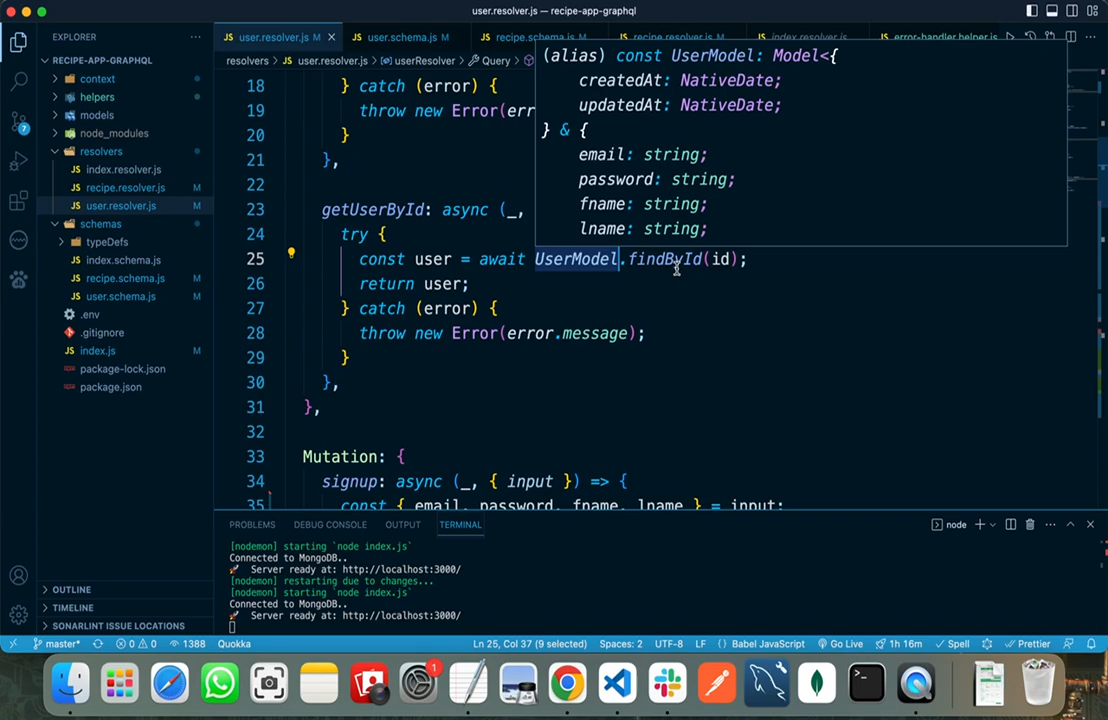 user.resolver.js — recipe-app-graphql
EXPLORER
RECIPE-APP-GRAPHQL
context
helpers
models
node_modules
resolvers
index.resolver.js
recipe.resolver.js M
user.resolver.js M
schemas
typeDefs
index.schema.js
recipe.schema.js M
user.schema.js M
.env
.gitignore
index.js M
package-lock.json
package.json
OUTLINE
TIMELINE
SONARLINT ISSUE LOCATIONS
JS user.resolver.js M
JS user.schema.js M
JS recipe.schema.js
JS recipe.resolver.js
JS index.resolver.js
JS error-handler.helper.js
resolvers > JS user.resolver.js > userResolver > Query >
(alias) const UserModel: Model<{
createdAt: NativeDate;
updatedAt: NativeDate;
} & {
email: string;
password: string;
fname: string;
lname: string;
18 } catch (error) {
19 throw new Error(err
20 }
21 },
22
23 getUserById: async (_,
24 try {
25 const user = await UserModel.findById(id);
26 return user;
27 } catch (error) {
28 throw new Error(error.message);
29 }
30 },
31 },
32
33 Mutation: {
34 signup: async (_, { input }) => {
35 const { email, password, fname, lname } = input;
PROBLEMS DEBUG CONSOLE OUTPUT TERMINAL
node
[nodemon] starting `node index.js`
Connected to MongoDB..
Server ready at: http://localhost:3000/
[nodemon] restarting due to changes...
[nodemon] starting `node index.js`
Connected to MongoDB..
Server ready at: http://localhost:3000/
master* 0 0 1388 Quokka Ln 25, Col 37 (9 selected) Spaces: 2 UTF-8 LF {} Babel JavaScript Go Live 1h 16m Spell Prettier
7
1